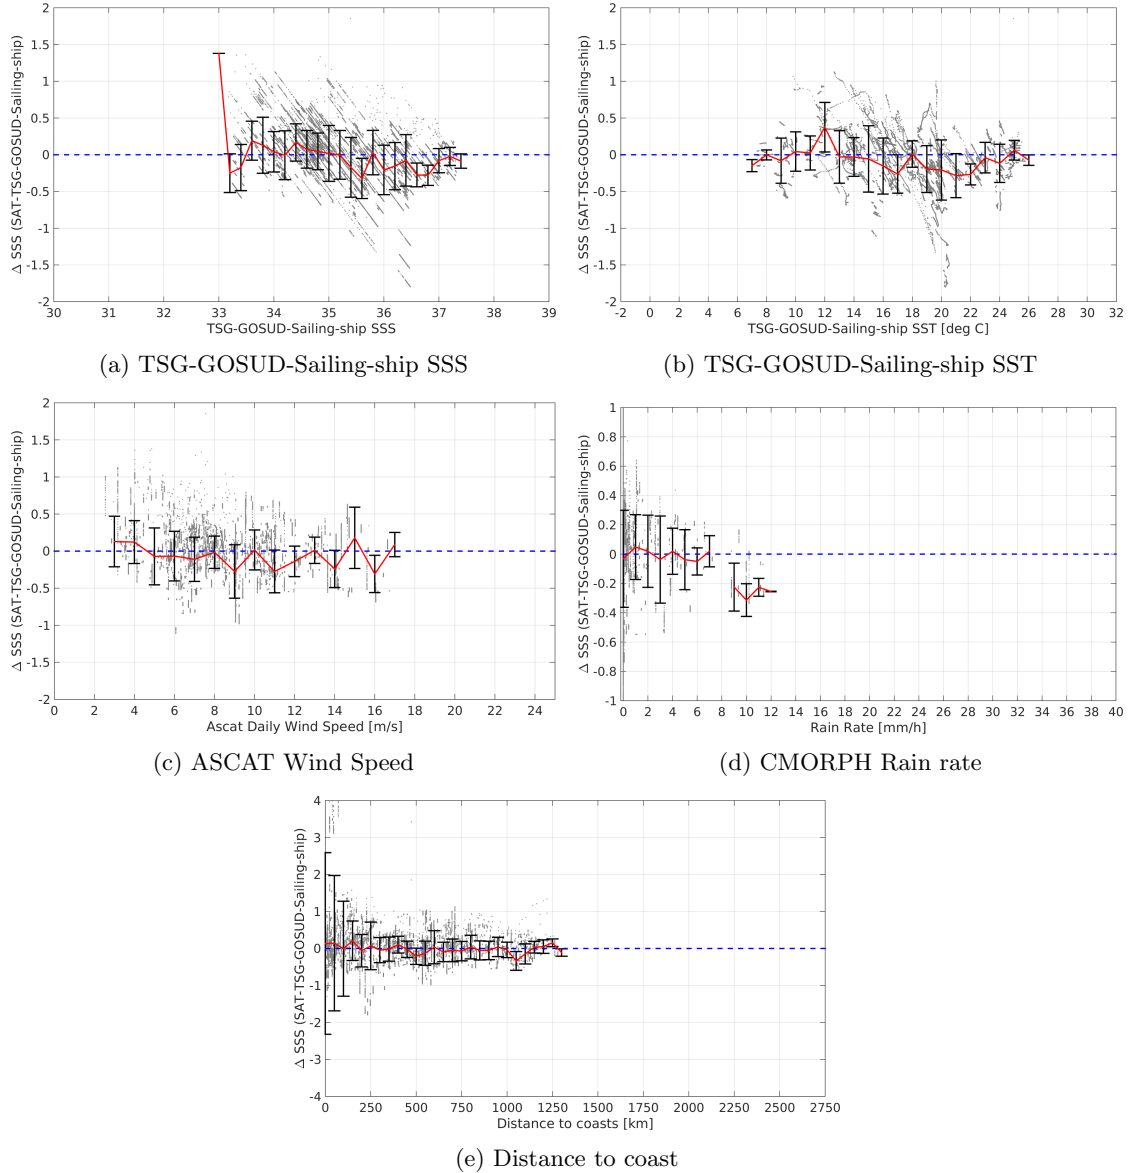 2
1.5
1
0.5
0
-0.5
-1
-1.5
-2
Δ SSS (SAT-TSG-GOSUD-Sailing-ship)
30 31 32 33 34 35 36 37 38 39
TSG-GOSUD-Sailing-ship SSS
(a) TSG-GOSUD-Sailing-ship SSS
2
1.5
1
0.5
0
-0.5
-1
-1.5
-2
Δ SSS (SAT-TSG-GOSUD-Sailing-ship)
-2 0 2 4 6 8 10 12 14 16 18 20 22 24 26 28 30 32
TSG-GOSUD-Sailing-ship SST [deg C]
(b) TSG-GOSUD-Sailing-ship SST
2
1.5
1
0.5
0
-0.5
-1
-1.5
-2
Δ SSS (SAT-TSG-GOSUD-Sailing-ship)
0 2 4 6 8 10 12 14 16 18 20 22 24
Ascat Daily Wind Speed [m/s]
(c) ASCAT Wind Speed
1
0.8
0.6
0.4
0.2
0
-0.2
-0.4
-0.6
-0.8
-1
Δ SSS (SAT-TSG-GOSUD-Sailing-ship)
0 2 4 6 8 10 12 14 16 18 20 22 24 26 28 30 32 34 36 38 40
Rain Rate [mm/h]
(d) CMORPH Rain rate
4
3
2
1
0
-1
-2
-3
-4
Δ SSS (SAT-TSG-GOSUD-Sailing-ship)
0 250 500 750 1000 1250 1500 1750 2000 2250 2500 2750
Distance to coasts [km]
(e) Distance to coast